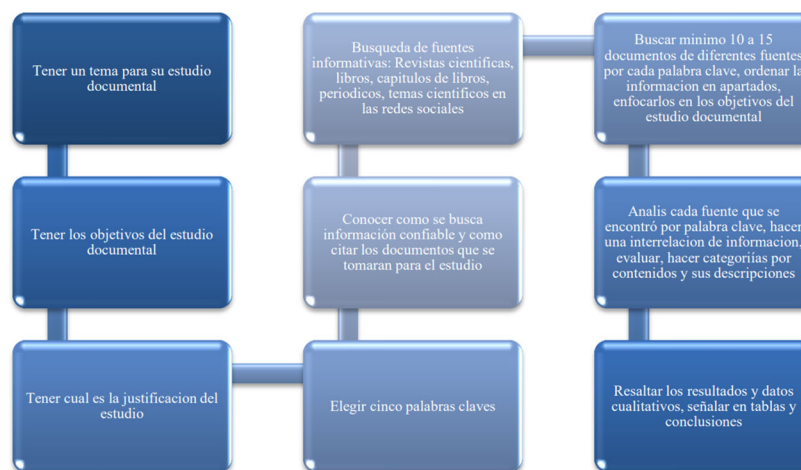 Tener un tema para su estudio
documental
Tener los objetivos del estudio
documental
Tener cual es la justificacion del
estudio
Elegir cinco palabras claves
Conocer como se busca
información confiable y como
citar los documentos que se
tomaran para el estudio
Busqueda de fuentes
informativas: Revistas cientificas,
libros, capitulos de libros,
periodicos, temas cientificos en
las redes sociales
Buscar minimo 10 a 15
documentos de diferentes fuentes
por cada palabra clave, ordenar la
informacion en apartados,
enfocarlos en los objetivos del
estudio documental
Analis cada fuente que se
encontró por palabra clave, hacer
una interrelacion de informacion,
evaluar, hacer categoriías por
contenidos y sus descripciones
Resaltar los resultados y datos
cualitativos, señalar en tablas y
conclusiones